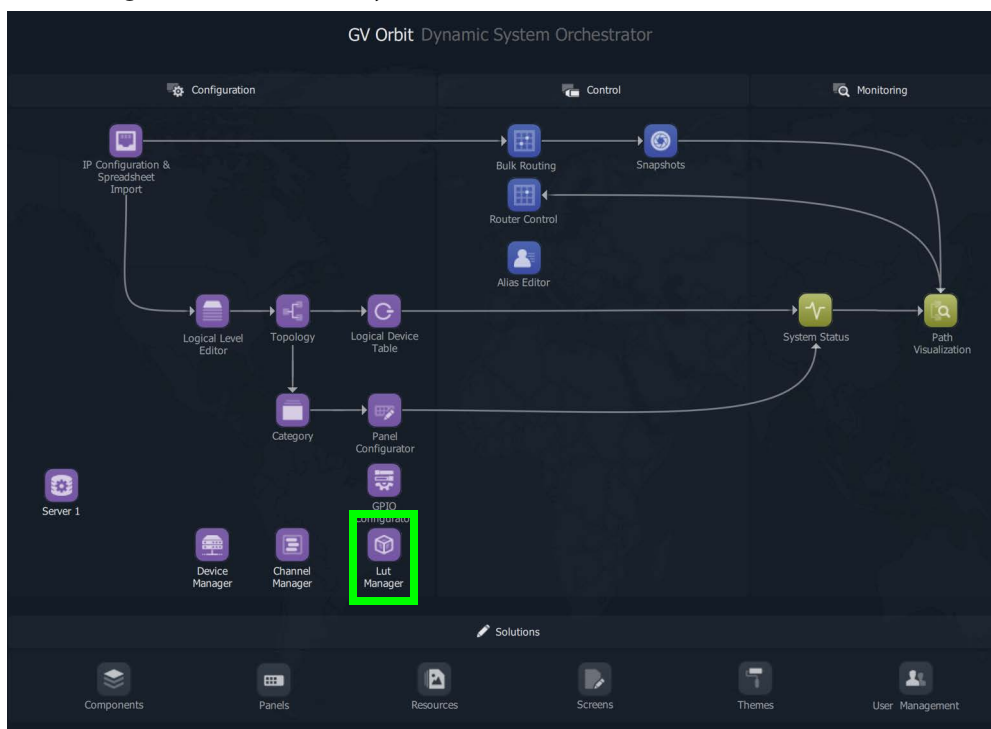 GV Orbit Dynamic System Orchestrator
Configuration
Control
Monitoring
IP Configuration &
Spreadsheet
Import
Bulk Routing
Snapshots
Router Control
Alias Editor
Logical Level
Editor
Topology
Logical Device
Table
System Status
Path
Visualization
Category
Panel
Configurator
Server 1
GPIO
Configurator
Device
Manager
Channel
Manager
Lut
Manager
Solutions
Components
Panels
Resources
Screens
Themes
User Management